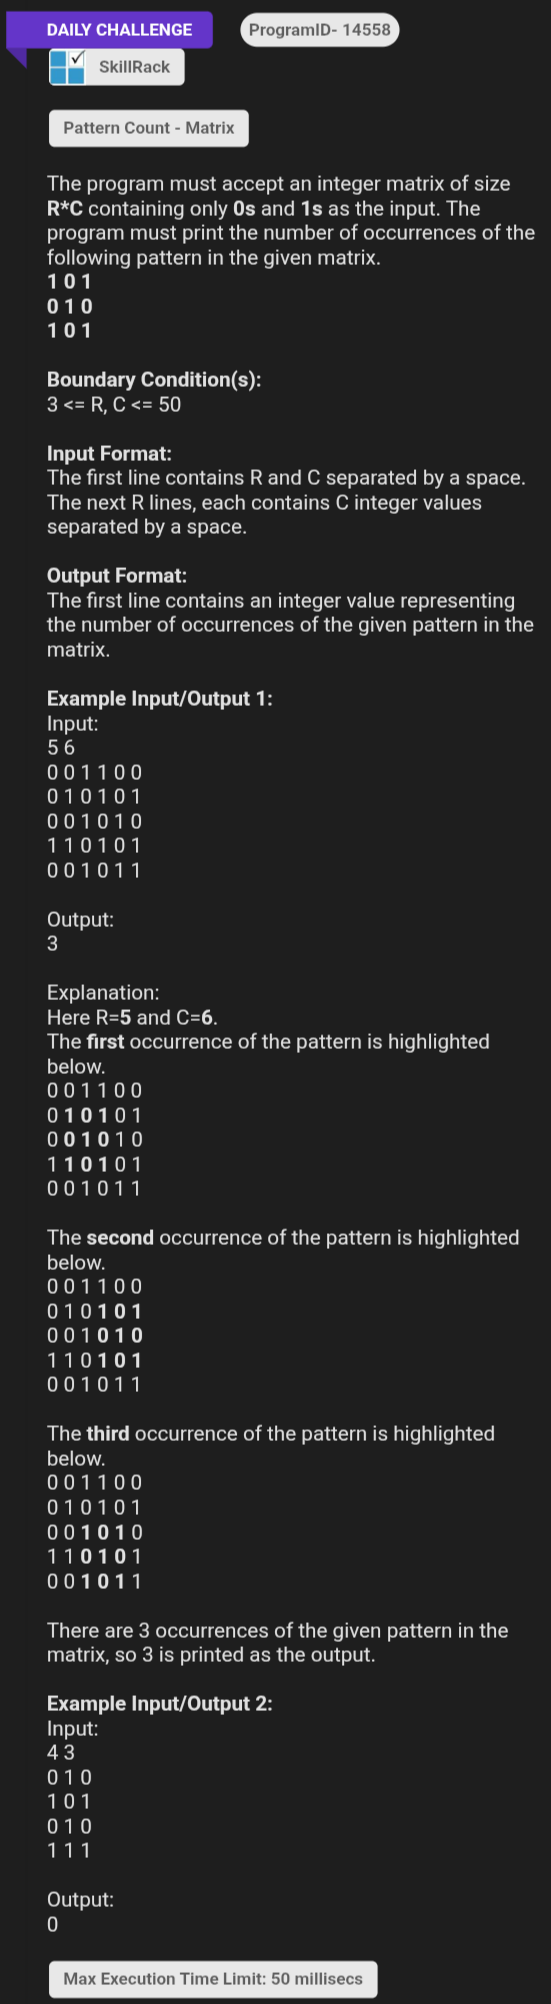 DAILY CHALLENGE
ProgramID- 14558
SkillRack
Pattern Count - Matrix
The program must accept an integer matrix of size
R*C containing only 0s and 1s as the input. The
program must print the number of occurrences of the
following pattern in the given matrix.
1 0 1
0 1 0
1 0 1
Boundary Condition(s):
3 <= R, C <= 50
Input Format:
The first line contains R and C separated by a space.
The next R lines, each contains C integer values
separated by a space.
Output Format:
The first line contains an integer value representing
the number of occurrences of the given pattern in the
matrix.
Example Input/Output 1:
Input:
5 6
0 0 1 1 0 0
0 1 0 1 0 1
0 0 1 0 1 0
1 1 0 1 0 1
0 0 1 0 1 1
Output:
3
Explanation:
Here R=5 and C=6.
The first occurrence of the pattern is highlighted
below.
0 0 1 1 0 0
0 1 0 1 0 1
0 0 1 0 1 0
1 1 0 1 0 1
0 0 1 0 1 1
The second occurrence of the pattern is highlighted
below.
0 0 1 1 0 0
0 1 0 1 0 1
0 0 1 0 1 0
1 1 0 1 0 1
0 0 1 0 1 1
The third occurrence of the pattern is highlighted
below.
0 0 1 1 0 0
0 1 0 1 0 1
0 0 1 0 1 0
1 1 0 1 0 1
0 0 1 0 1 1
There are 3 occurrences of the given pattern in the
matrix, so 3 is printed as the output.
Example Input/Output 2:
Input:
4 3
0 1 0
1 0 1
0 1 0
1 1 1
Output:
0
Max Execution Time Limit: 50 millisecs